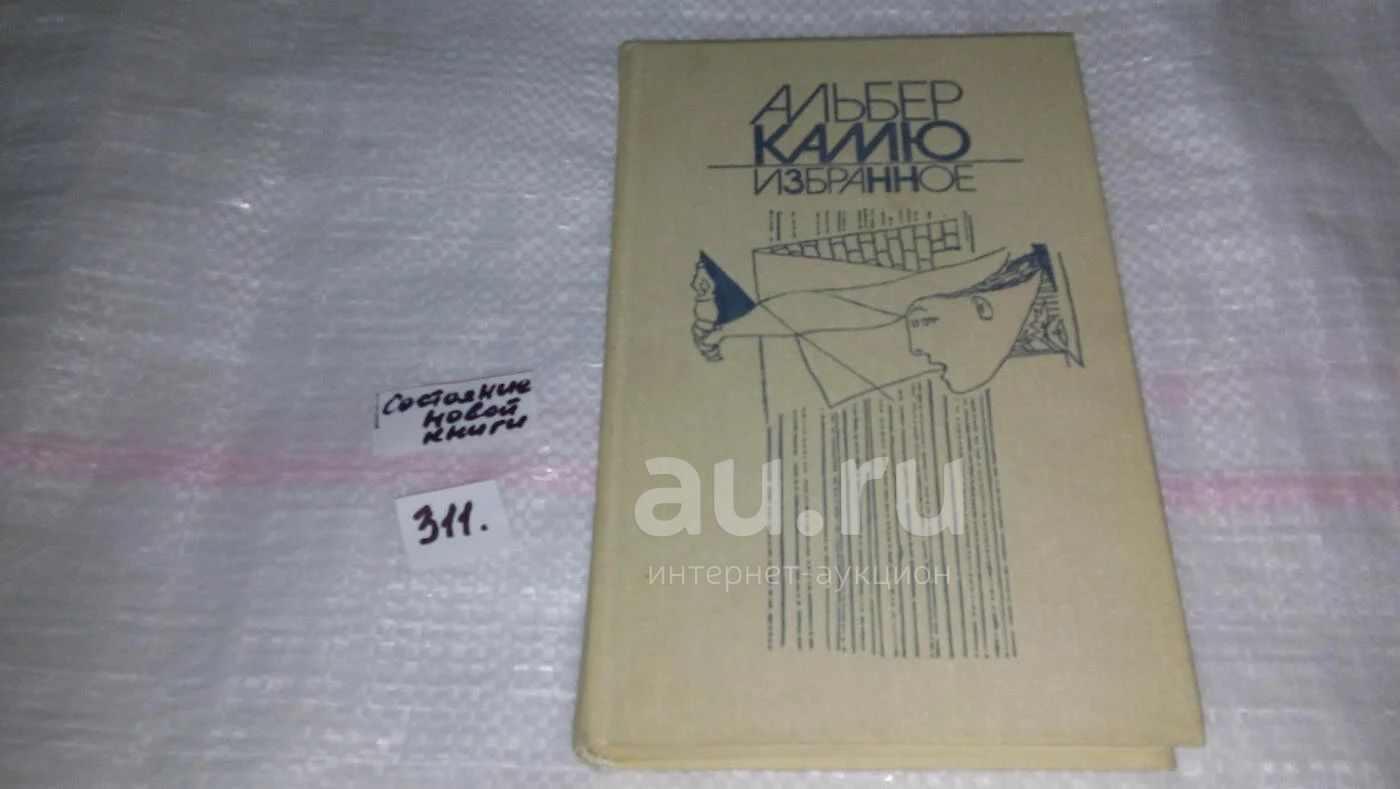 АЛЬБЕР
КАМЮ
ИЗБРАННОЕ
Состояние
новой
книги
311.
au.ru
интернет-аукцион